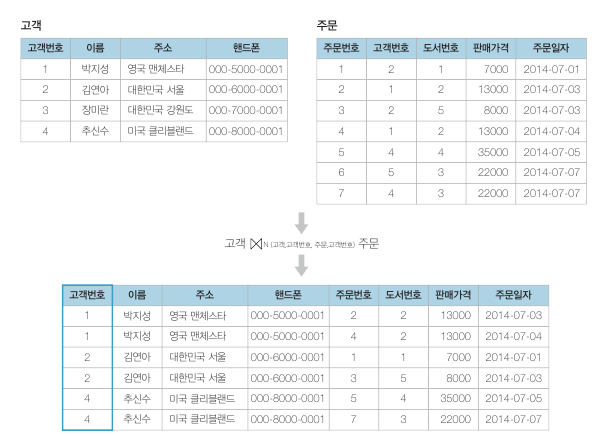 고객
고객번호 이름 주소 핸드폰
1 박지성 영국 맨체스타 000-5000-0001
2 김연아 대한민국 서울 000-6000-0001
3 장미란 대한민국 강원도 000-7000-0001
4 추신수 미국 클리블랜드 000-8000-0001
주문
주문번호 고객번호 도서번호 판매가격 주문일자
1 2 1 7000 2014-07-01
2 1 2 13000 2014-07-03
3 2 5 8000 2014-07-03
4 1 2 13000 2014-07-04
5 4 4 35000 2014-07-05
6 5 3 22000 2014-07-07
7 4 3 22000 2014-07-07
고객 ⋈N (고객.고객번호, 주문.고객번호) 주문
고객번호 이름 주소 핸드폰 주문번호 도서번호 판매가격 주문일자
1 박지성 영국 맨체스타 000-5000-0001 2 2 13000 2014-07-03
1 박지성 영국 맨체스타 000-5000-0001 4 2 13000 2014-07-04
2 김연아 대한민국 서울 000-6000-0001 1 1 7000 2014-07-01
2 김연아 대한민국 서울 000-6000-0001 3 5 8000 2014-07-03
4 추신수 미국 클리블랜드 000-8000-0001 5 4 35000 2014-07-05
4 추신수 미국 클리블랜드 000-8000-0001 7 3 22000 2014-07-07